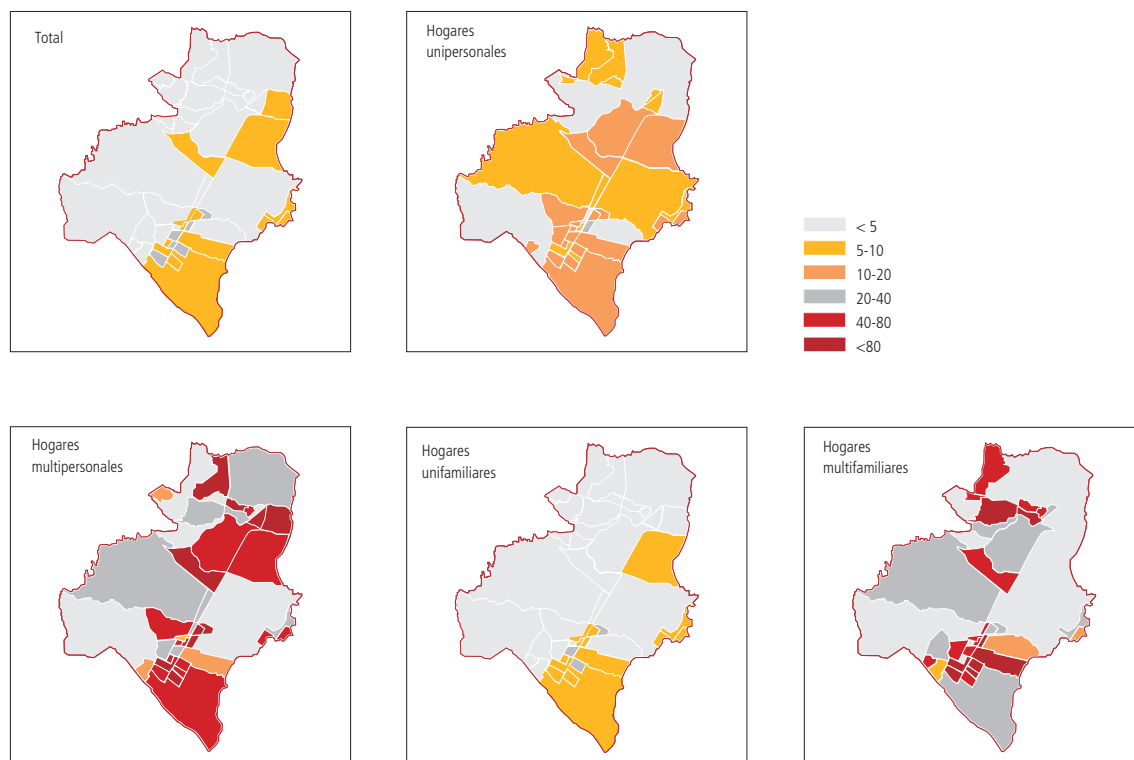 Total
Hogares
unipersonales
< 5
5-10
10-20
20-40
40-80
<80
Hogares
multipersonales
Hogares
unifamiliares
Hogares
multifamiliares